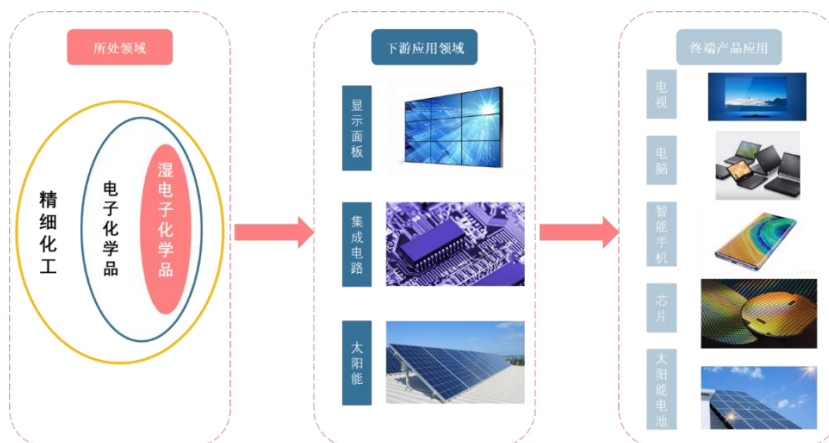 所处领域
精细化工
电子化学品
湿电子化学品
下游应用领域
显示面板
集成电路
太阳能
终端产品应用
电视
电脑
智能手机
芯片
太阳能电池